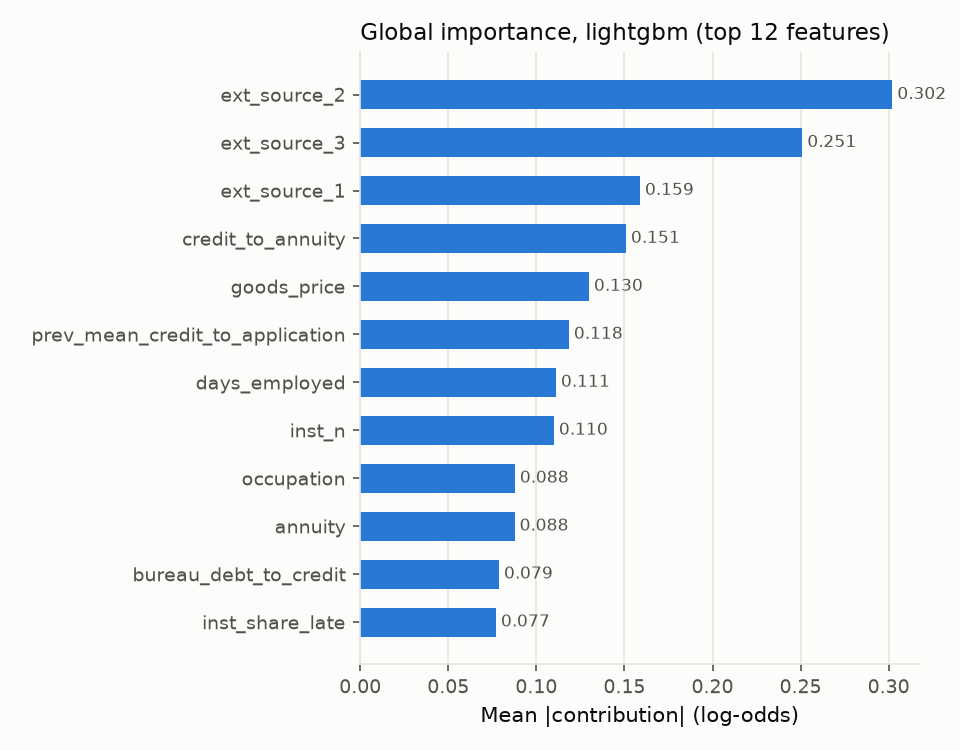 Global importance, lightgbm (top 12 features)
ext_source_2 0.302
ext_source_3 0.251
ext_source_1 0.159
credit_to_annuity 0.151
goods_price 0.130
prev_mean_credit_to_application 0.118
days_employed 0.111
inst_n 0.110
occupation 0.088
annuity 0.088
bureau_debt_to_credit 0.079
inst_share_late 0.077
0.00 0.05 0.10 0.15 0.20 0.25 0.30
Mean |contribution| (log-odds)